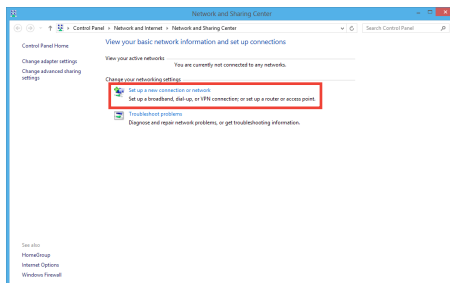 Network and Sharing Center
Control Panel › Network and Internet › Network and Sharing Center
Search Control Panel
Control Panel Home
Change adapter settings
Change advanced sharing
settings
View your basic network information and set up connections
View your active networks
You are currently not connected to any networks.
Change your networking settings
Set up a new connection or network
Set up a broadband, dial-up, or VPN connection; or set up a router or access point.
Troubleshoot problems
Diagnose and repair network problems, or get troubleshooting information.
See also
HomeGroup
Internet Options
Windows Firewall